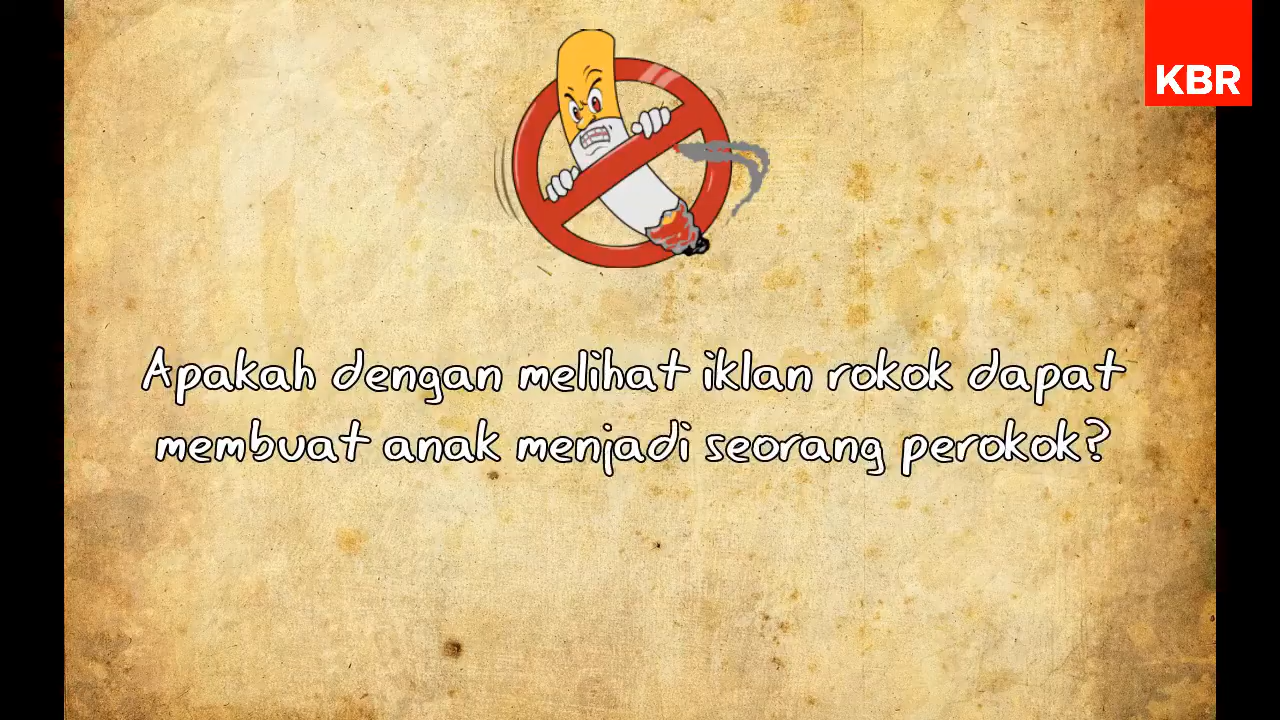 KBR
Apakah dengan melihat iklan rokok dapat
membuat anak menjadi seorang perokok?